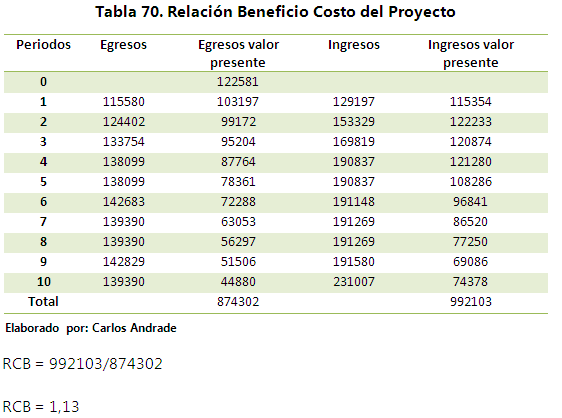 Tabla 70. Relación Beneficio Costo del Proyecto
Periodos Egresos Egresos valor presente Ingresos Ingresos valor presente
0 122581
1 115580 103197 129197 115354
2 124402 99172 153329 122233
3 133754 95204 169819 120874
4 138099 87764 190837 121280
5 138099 78361 190837 108286
6 142683 72288 191148 96841
7 139390 63053 191269 86520
8 139390 56297 191269 77250
9 142829 51506 191580 69086
10 139390 44880 231007 74378
Total 874302 992103
Elaborado por: Carlos Andrade
RCB = 992103/874302
RCB = 1,13